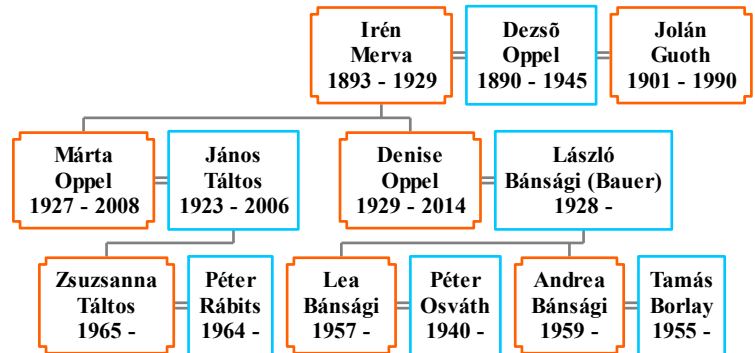 Irén
Merva
1893 - 1929
Dezsõ
Oppel
1890 - 1945
Jolán
Guoth
1901 - 1990
Márta
Oppel
1927 - 2008
János
Táltos
1923 - 2006
Denise
Oppel
1929 - 2014
László
Bánsági (Bauer)
1928 -
Zsuzsanna
Táltos
1965 -
Péter
Rábits
1964 -
Lea
Bánsági
1957 -
Péter
Osváth
1940 -
Andrea
Bánsági
1959 -
Tamás
Borlay
1955 -